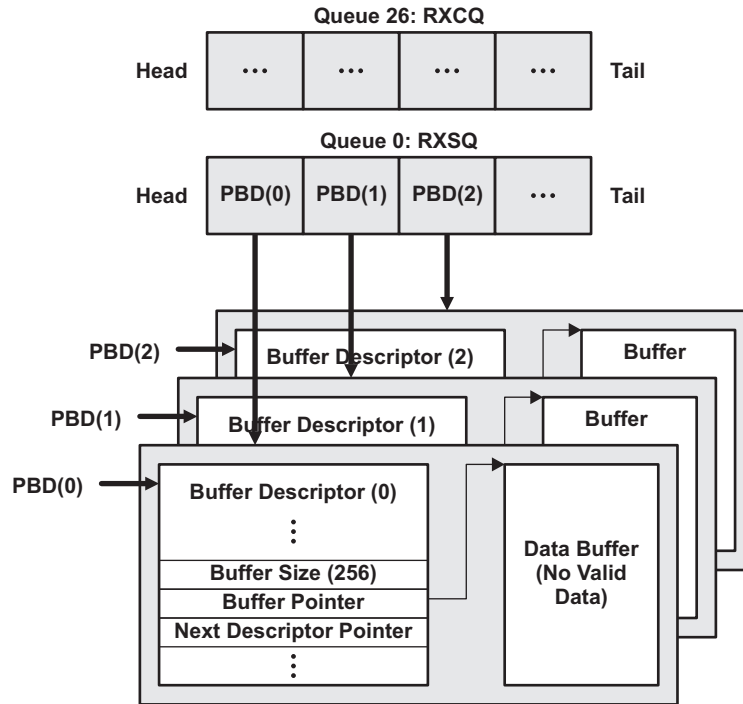 Queue 26: RXCQ
Head ... ... ... ... Tail
Queue 0: RXSQ
Head PBD(0) PBD(1) PBD(2) ... Tail
PBD(2)
Buffer Descriptor (2)
Buffer
PBD(1)
Buffer Descriptor (1)
Buffer
PBD(0)
Buffer Descriptor (0)
Buffer Size (256)
Buffer Pointer
Next Descriptor Pointer
Data Buffer
(No Valid
Data)